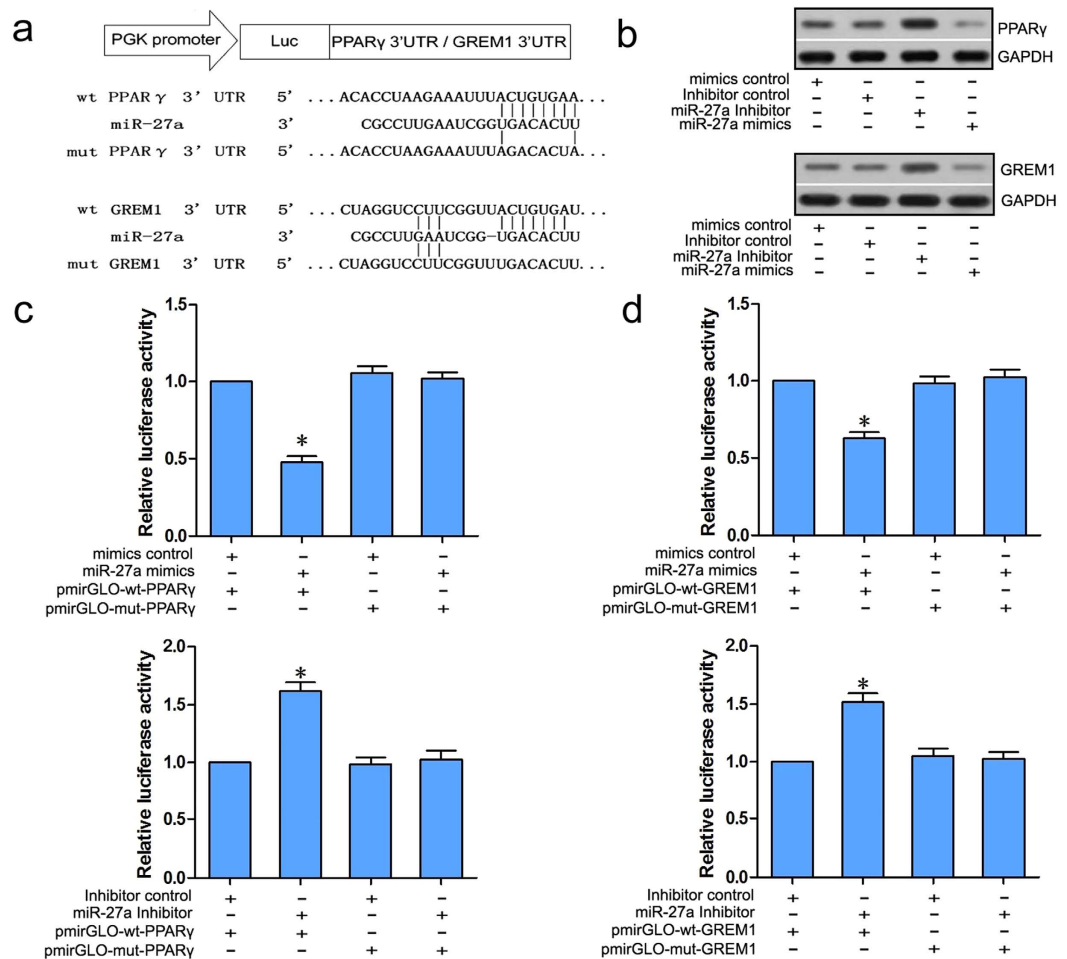 a
PGK promoter Luc PPARγ 3'UTR / GREM1 3'UTR
wt PPARγ 3' UTR 5' ...ACACCUAAGAAAUUUACUGUGAA...
miR-27a 3' CGCCUUGAAUCGGUGACACUU
mut PPARγ 3' UTR 5' ...ACACCUAAGAAAUUUAGACACUA...
wt GREM1 3' UTR 5' ...CUAGGUCCUUCGGUUACUGUGAU...
miR-27a 3' CGCCUUGAAUCGG-UGACACUU
mut GREM1 3' UTR 5' ...CUAGGUCCUUCGGUUUGACACUU...
b
PPARγ
GAPDH
mimics control + − − −
Inhibitor control − + − −
miR-27a Inhibitor − − + −
miR-27a mimics − − − +
GREM1
GAPDH
mimics control + − − −
Inhibitor control − + − −
miR-27a Inhibitor − − + −
miR-27a mimics − − − +
c
Relative luciferase activity
1.5
1.0
0.5
0.0
*
mimics control + − + −
miR-27a mimics − + − +
pmirGLO-wt-PPARγ + + − −
pmirGLO-mut-PPARγ − − + +
Relative luciferase activity
2.0
1.5
1.0
0.5
0.0
*
Inhibitor control + − + −
miR-27a Inhibitor − + − +
pmirGLO-wt-PPARγ + + − −
pmirGLO-mut-PPARγ − − + +
d
Relative luciferase activity
1.5
1.0
0.5
0.0
*
mimics control + − + −
miR-27a mimics − + − +
pmirGLO-wt-GREM1 + + − −
pmirGLO-mut-GREM1 − − + +
Relative luciferase activity
2.0
1.5
1.0
0.5
0.0
*
Inhibitor control + − + −
miR-27a Inhibitor − + − +
pmirGLO-wt-GREM1 + + − −
pmirGLO-mut-GREM1 − − + +